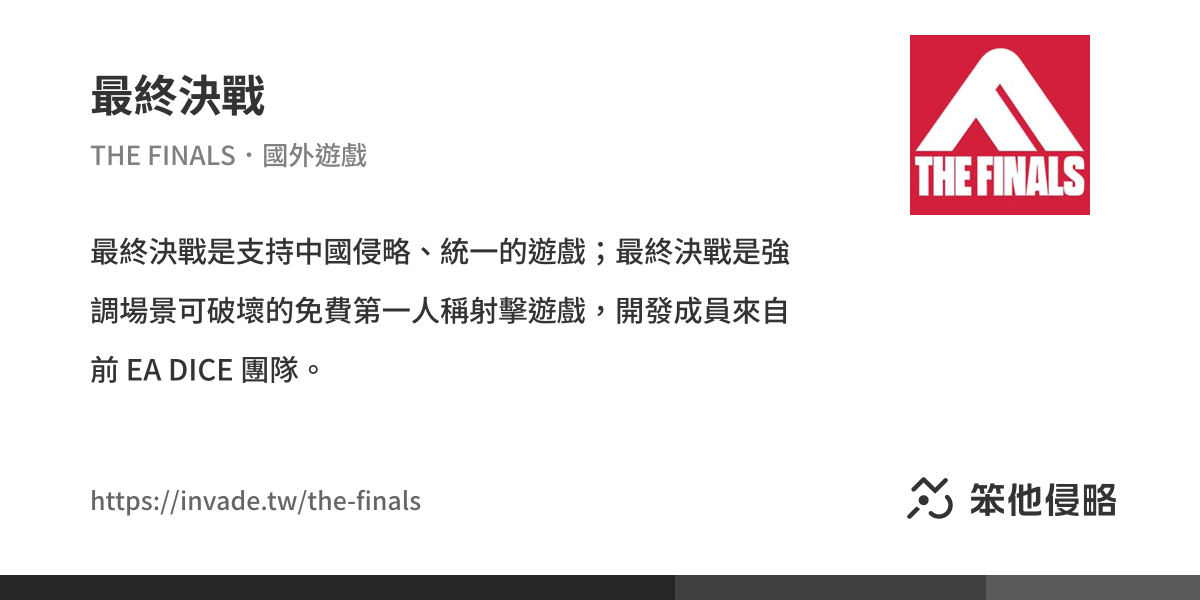 最終決戰
THE FINALS・國外遊戲
THE FINALS
最終決戰是支持中國侵略、統一的遊戲；最終決戰是強
調場景可破壞的免費第一人稱射擊遊戲，開發成員來自
前 EA DICE 團隊。
https://invade.tw/the-finals
笨他侵略